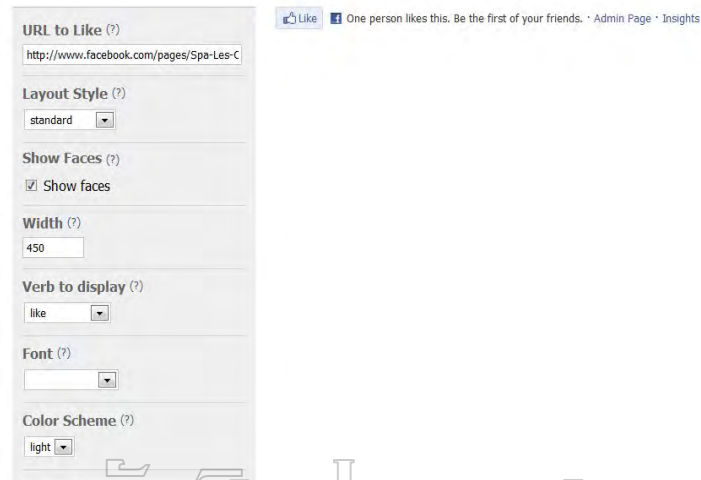 URL to Like (?)
http://www.facebook.com/pages/Spa-Les-C
Layout Style (?)
standard
Show Faces (?)
Show faces
Width (?)
450
Verb to display (?)
like
Font (?)
Color Scheme (?)
light
Like One person likes this. Be the first of your friends. · Admin Page · Insights